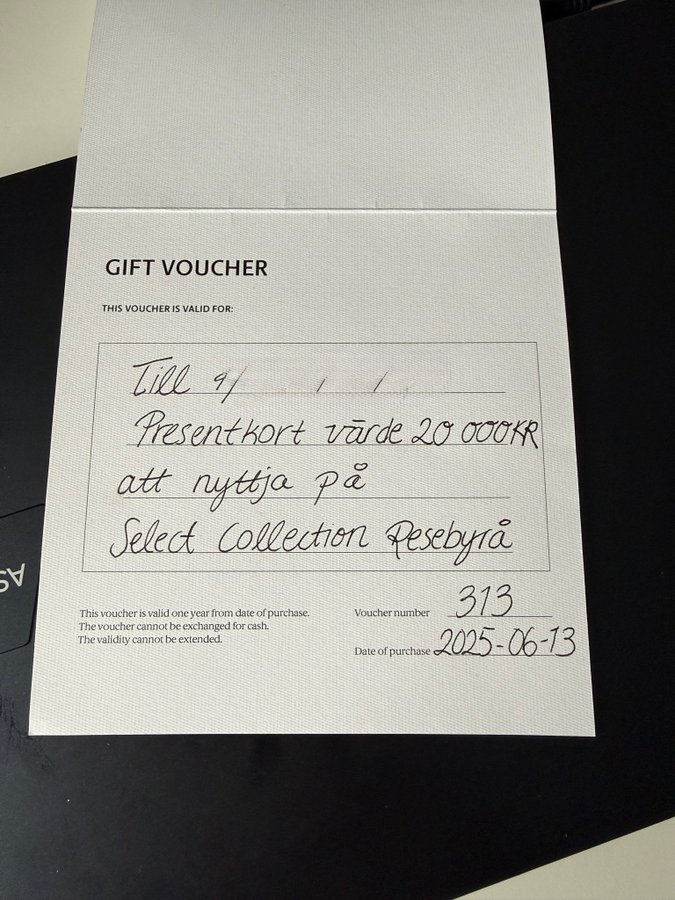 GIFT VOUCHER
THIS VOUCHER IS VALID FOR:
Till
Presentkort värde 20 000KR
att nyttja på
Select Collection Resebyrå
This voucher is valid one year from date of purchase.
The voucher cannot be exchanged for cash.
The validity cannot be extended.
Voucher number 313
Date of purchase 2025-06-13